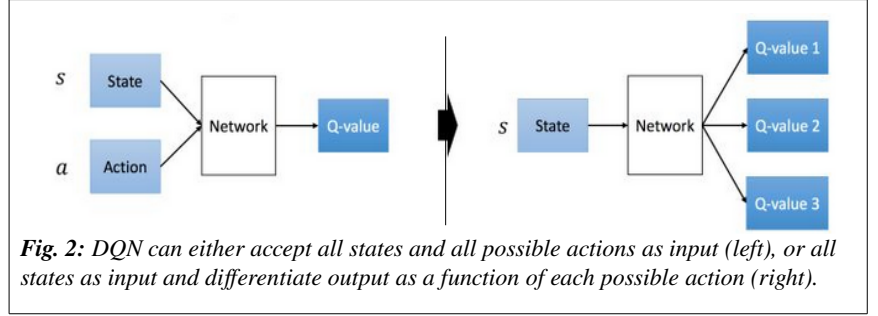 s
State
a
Action
Network
Q-value
s
State
Network
Q-value 1
Q-value 2
Q-value 3
Fig. 2: DQN can either accept all states and all possible actions as input (left), or all
states as input and differentiate output as a function of each possible action (right).